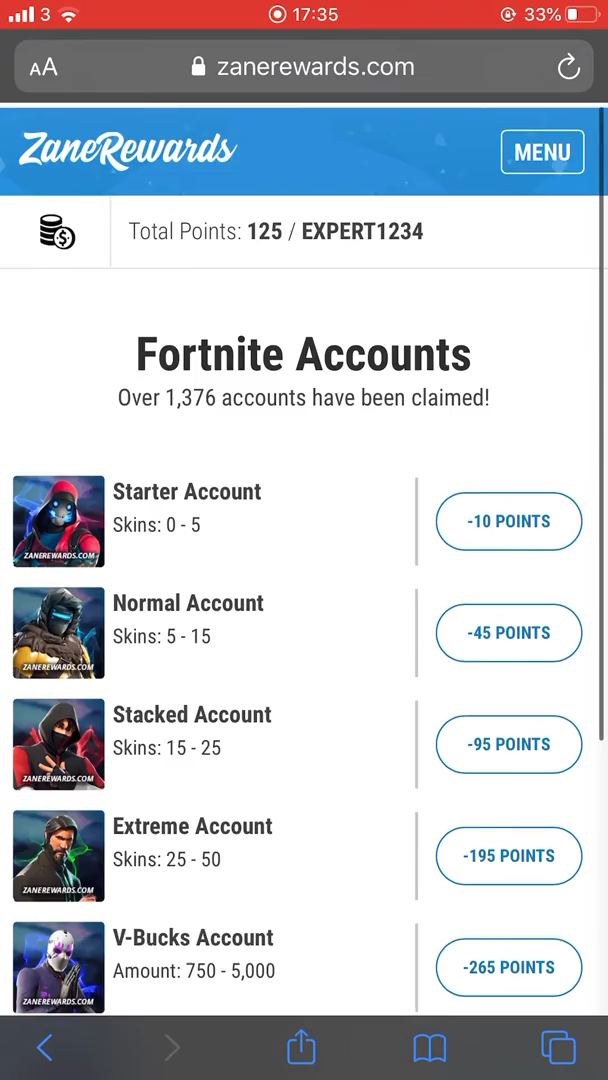 3 17:35 33%
AA zanerewards.com
ZaneRewards MENU
Total Points: 125 / EXPERT1234
Fortnite Accounts
Over 1,376 accounts have been claimed!
Starter Account
Skins: 0 - 5
-10 POINTS
ZANEREWARDS.COM
Normal Account
Skins: 5 - 15
-45 POINTS
ZANEREWARDS.COM
Stacked Account
Skins: 15 - 25
-95 POINTS
ZANEREWARDS.COM
Extreme Account
Skins: 25 - 50
-195 POINTS
ZANEREWARDS.COM
V-Bucks Account
Amount: 750 - 5,000
-265 POINTS
ZANEREWARDS.COM